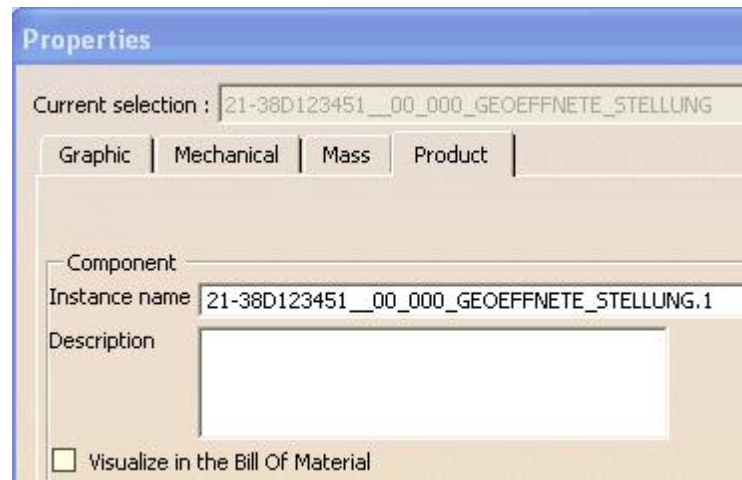 Properties
Current selection : 21-38D123451__00_000_GEOEFFNETE_STELLUNG
Graphic Mechanical Mass Product
Component
Instance name 21-38D123451__00_000_GEOEFFNETE_STELLUNG.1
Description
Visualize in the Bill Of Material